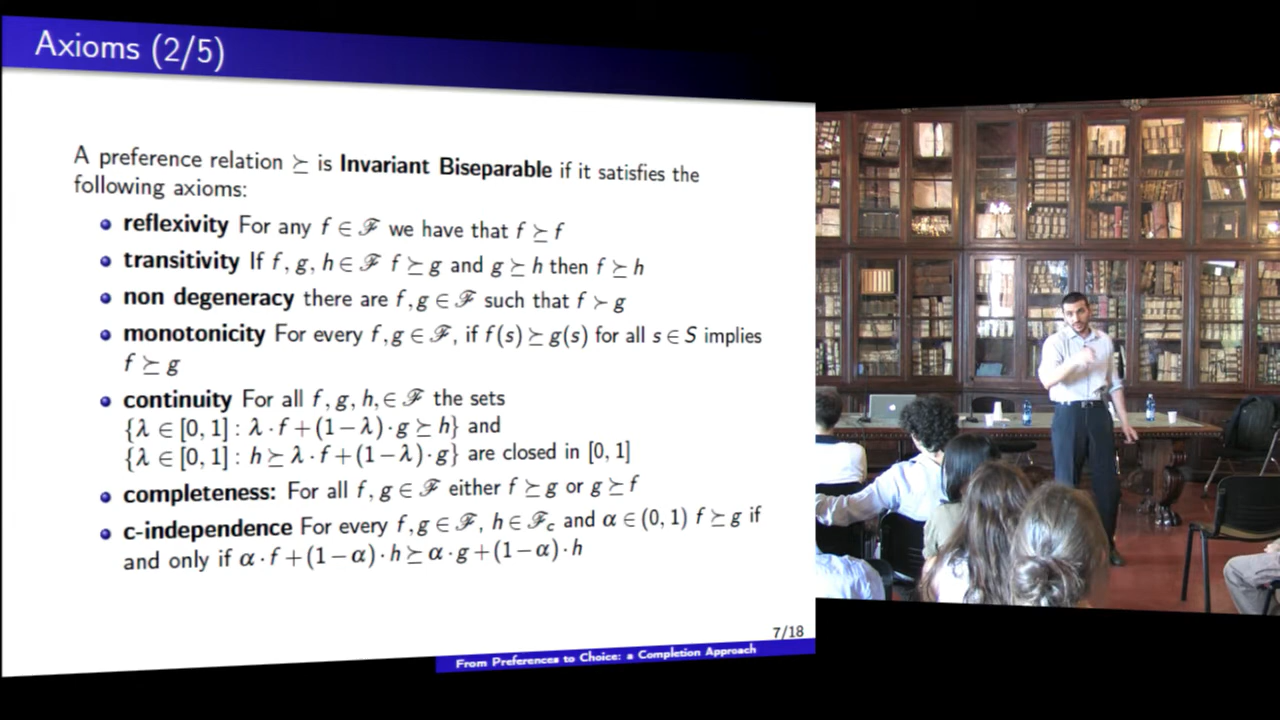 Axioms (2/5)
A preference relation ⪰ is Invariant Biseparable if it satisfies the
following axioms:
• reflexivity For any f ∈ ℱ we have that f ⪰ f
• transitivity If f, g, h ∈ ℱ f ⪰ g and g ⪰ h then f ⪰ h
• non degeneracy there are f, g ∈ ℱ such that f ≻ g
• monotonicity For every f, g ∈ ℱ, if f(s) ⪰ g(s) for all s ∈ S implies
f ⪰ g
• continuity For all f, g, h, ∈ ℱ the sets
{λ ∈ [0, 1] : λ · f + (1 − λ) · g ⪰ h} and
{λ ∈ [0, 1] : h ⪰ λ · f + (1 − λ) · g} are closed in [0, 1]
• completeness: For all f, g ∈ ℱ either f ⪰ g or g ⪰ f
• c-independence For every f, g ∈ ℱ, h ∈ ℱc and α ∈ (0, 1) f ⪰ g if
and only if α · f + (1 − α) · h ⪰ α · g + (1 − α) · h
7/18
From Preferences to Choice: a Completion Approach